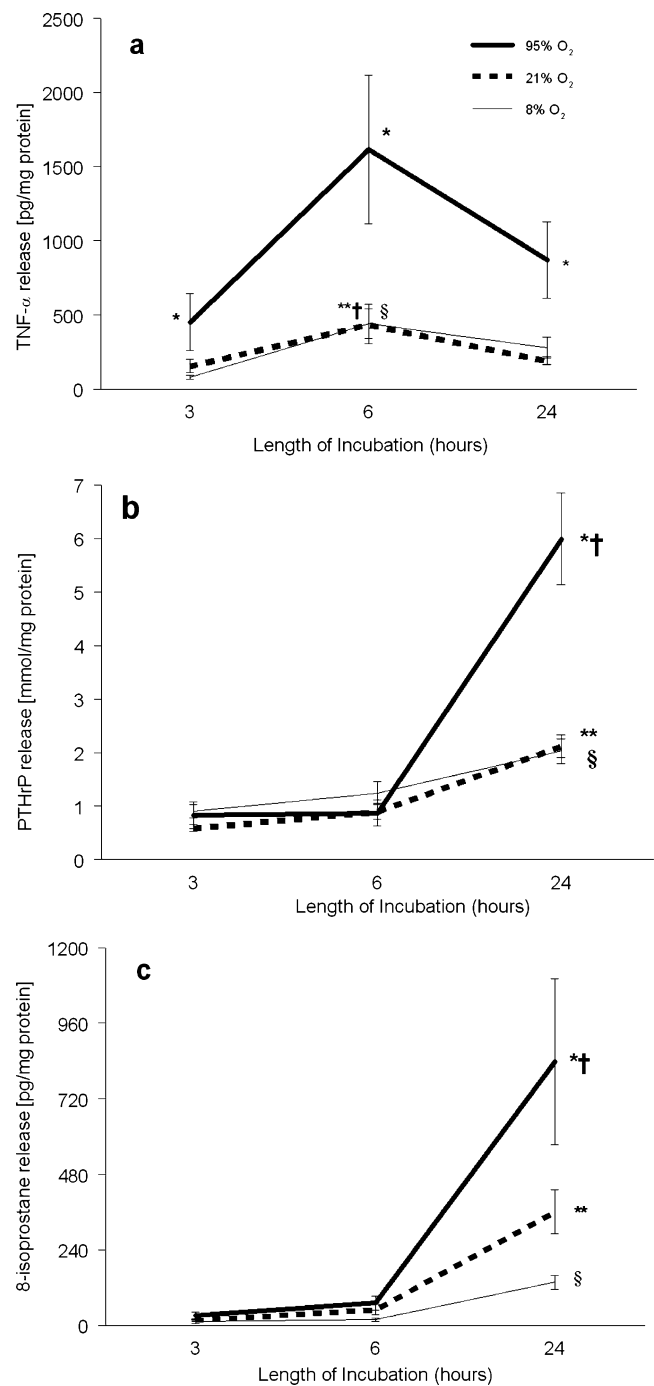 a
2500
2000
1500
1000
500
0
TNF-α release [pg/mg protein]
95% O2
21% O2
8% O2
*
*
*
**† §
3 6 24
Length of Incubation (hours)
b
7
6
5
4
3
2
1
0
PTHrP release [mmol/mg protein]
*†
**
§
3 6 24
Length of Incubation (hours)
c
1200
960
720
480
240
0
8-isoprostane release [pg/mg protein]
*†
**
§
3 6 24
Length of Incubation (hours)